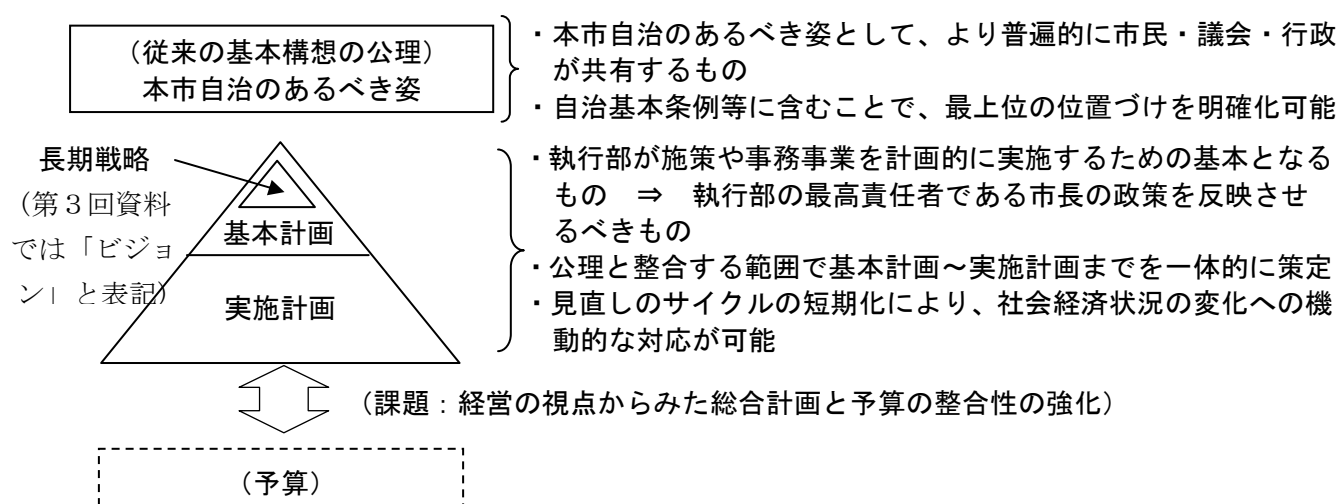 （従来の基本構想の公理）
本市自治のあるべき姿
・本市自治のあるべき姿として、より普遍的に市民・議会・行政
が共有するもの
・自治基本条例等に含むことで、最上位の位置づけを明確化可能
長期戦略
（第３回資料
では「ビジョ
ン」と表記）
基本計画
実施計画
・執行部が施策や事務事業を計画的に実施するための基本となる
もの　⇒　執行部の最高責任者である市長の政策を反映させ
るべきもの
・公理と整合する範囲で基本計画～実施計画までを一体的に策定
・見直しのサイクルの短期化により、社会経済状況の変化への機
動的な対応が可能
（課題：経営の視点からみた総合計画と予算の整合性の強化）
（予算）